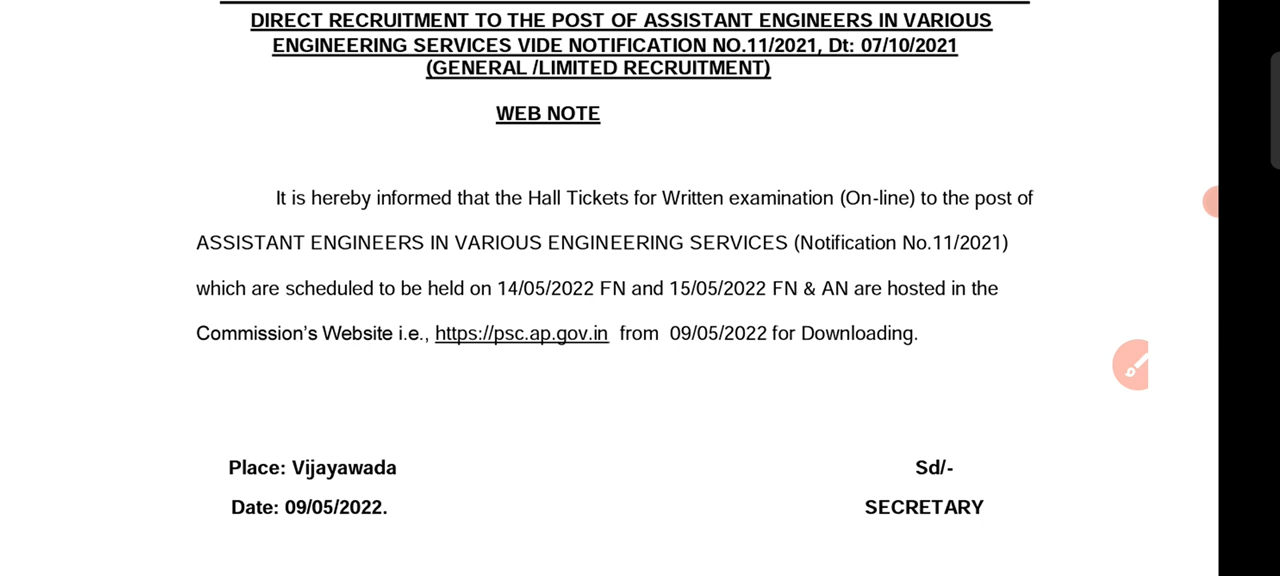 DIRECT RECRUITMENT TO THE POST OF ASSISTANT ENGINEERS IN VARIOUS
ENGINEERING SERVICES VIDE NOTIFICATION NO.11/2021, Dt: 07/10/2021
(GENERAL /LIMITED RECRUITMENT)
WEB NOTE
It is hereby informed that the Hall Tickets for Written examination (On-line) to the post of
ASSISTANT ENGINEERS IN VARIOUS ENGINEERING SERVICES (Notification No.11/2021)
which are scheduled to be held on 14/05/2022 FN and 15/05/2022 FN & AN are hosted in the
Commission’s Website i.e., https://psc.ap.gov.in from 09/05/2022 for Downloading.
Place: Vijayawada Sd/-
Date: 09/05/2022. SECRETARY